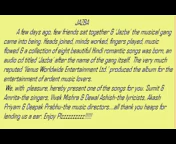 JAZBA
A few days ago, few friends sat together & 'Jazba' the musical gang
came into being. Heads joined, minds worked, fingers played, music
flowed & a collection of eight beautiful Hindi romantic songs was born, an
audio cd titled 'Jazba' after the name of the gang itself. The very much
reputed 'Venus Worldwide Entertainment Ltd.' produced the album for the
entertainment of ardent music lovers.
We, with pleasure, hereby present one of the songs for you. Sumit &
Amrita-the singers, Vivek Mishra & Dewal Ashish-the lyricists, Akash
Priyam & Deepak Prabhu-the music directors...all thank you heaps for
lending us a ear. Enjoy